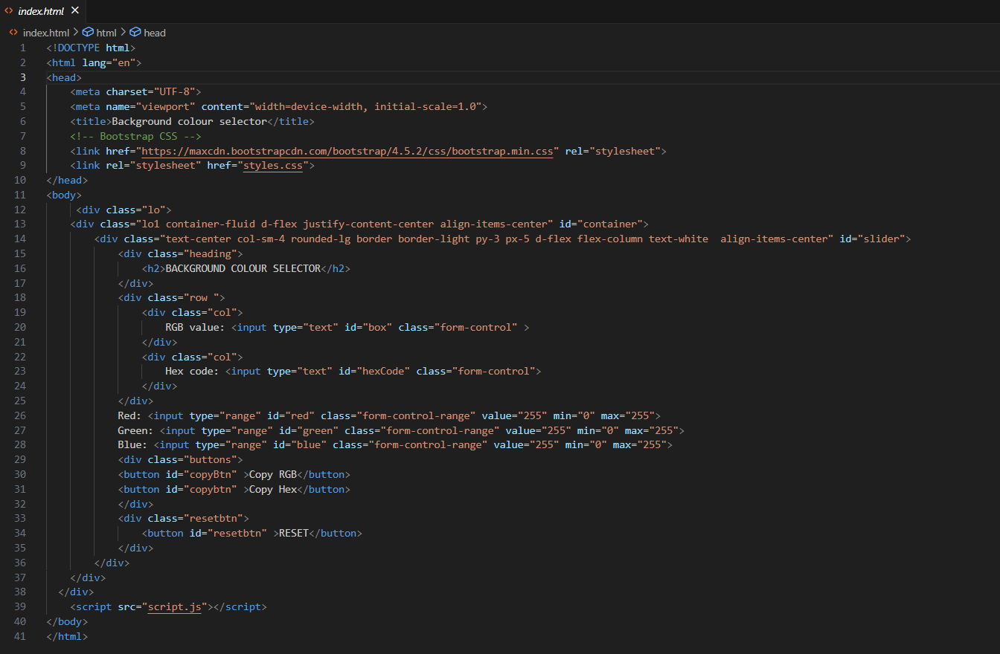 index.html
index.html > html > head
1 <!DOCTYPE html>
2 <html lang="en">
3 <head>
4     <meta charset="UTF-8">
5     <meta name="viewport" content="width=device-width, initial-scale=1.0">
6     <title>Background colour selector</title>
7     <!-- Bootstrap CSS -->
8     <link href="https://maxcdn.bootstrapcdn.com/bootstrap/4.5.2/css/bootstrap.min.css" rel="stylesheet">
9     <link rel="stylesheet" href="styles.css">
10 </head>
11 <body>
12      <div class="lo">
13     <div class="lo1 container-fluid d-flex justify-content-center align-items-center" id="container">
14         <div class="text-center col-sm-4 rounded-lg border border-light py-3 px-5 d-flex flex-column text-white  align-items-center" id="slider">
15             <div class="heading">
16                 <h2>BACKGROUND COLOUR SELECTOR</h2>
17             </div>
18             <div class="row ">
19                 <div class="col">
20                     RGB value: <input type="text" id="box" class="form-control" >
21                 </div>
22                 <div class="col">
23                     Hex code: <input type="text" id="hexCode" class="form-control">
24                 </div>
25             </div>
26             Red: <input type="range" id="red" class="form-control-range" value="255" min="0" max="255">
27             Green: <input type="range" id="green" class="form-control-range" value="255" min="0" max="255">
28             Blue: <input type="range" id="blue" class="form-control-range" value="255" min="0" max="255">
29             <div class="buttons">
30             <button id="copyBtn" >Copy RGB</button>
31             <button id="copybtn" >Copy Hex</button>
32             </div>
33             <div class="resetbtn">
34                 <button id="resetbtn" >RESET</button>
35             </div>
36         </div>
37     </div>
38   </div>
39     <script src="script.js"></script>
40 </body>
41 </html>